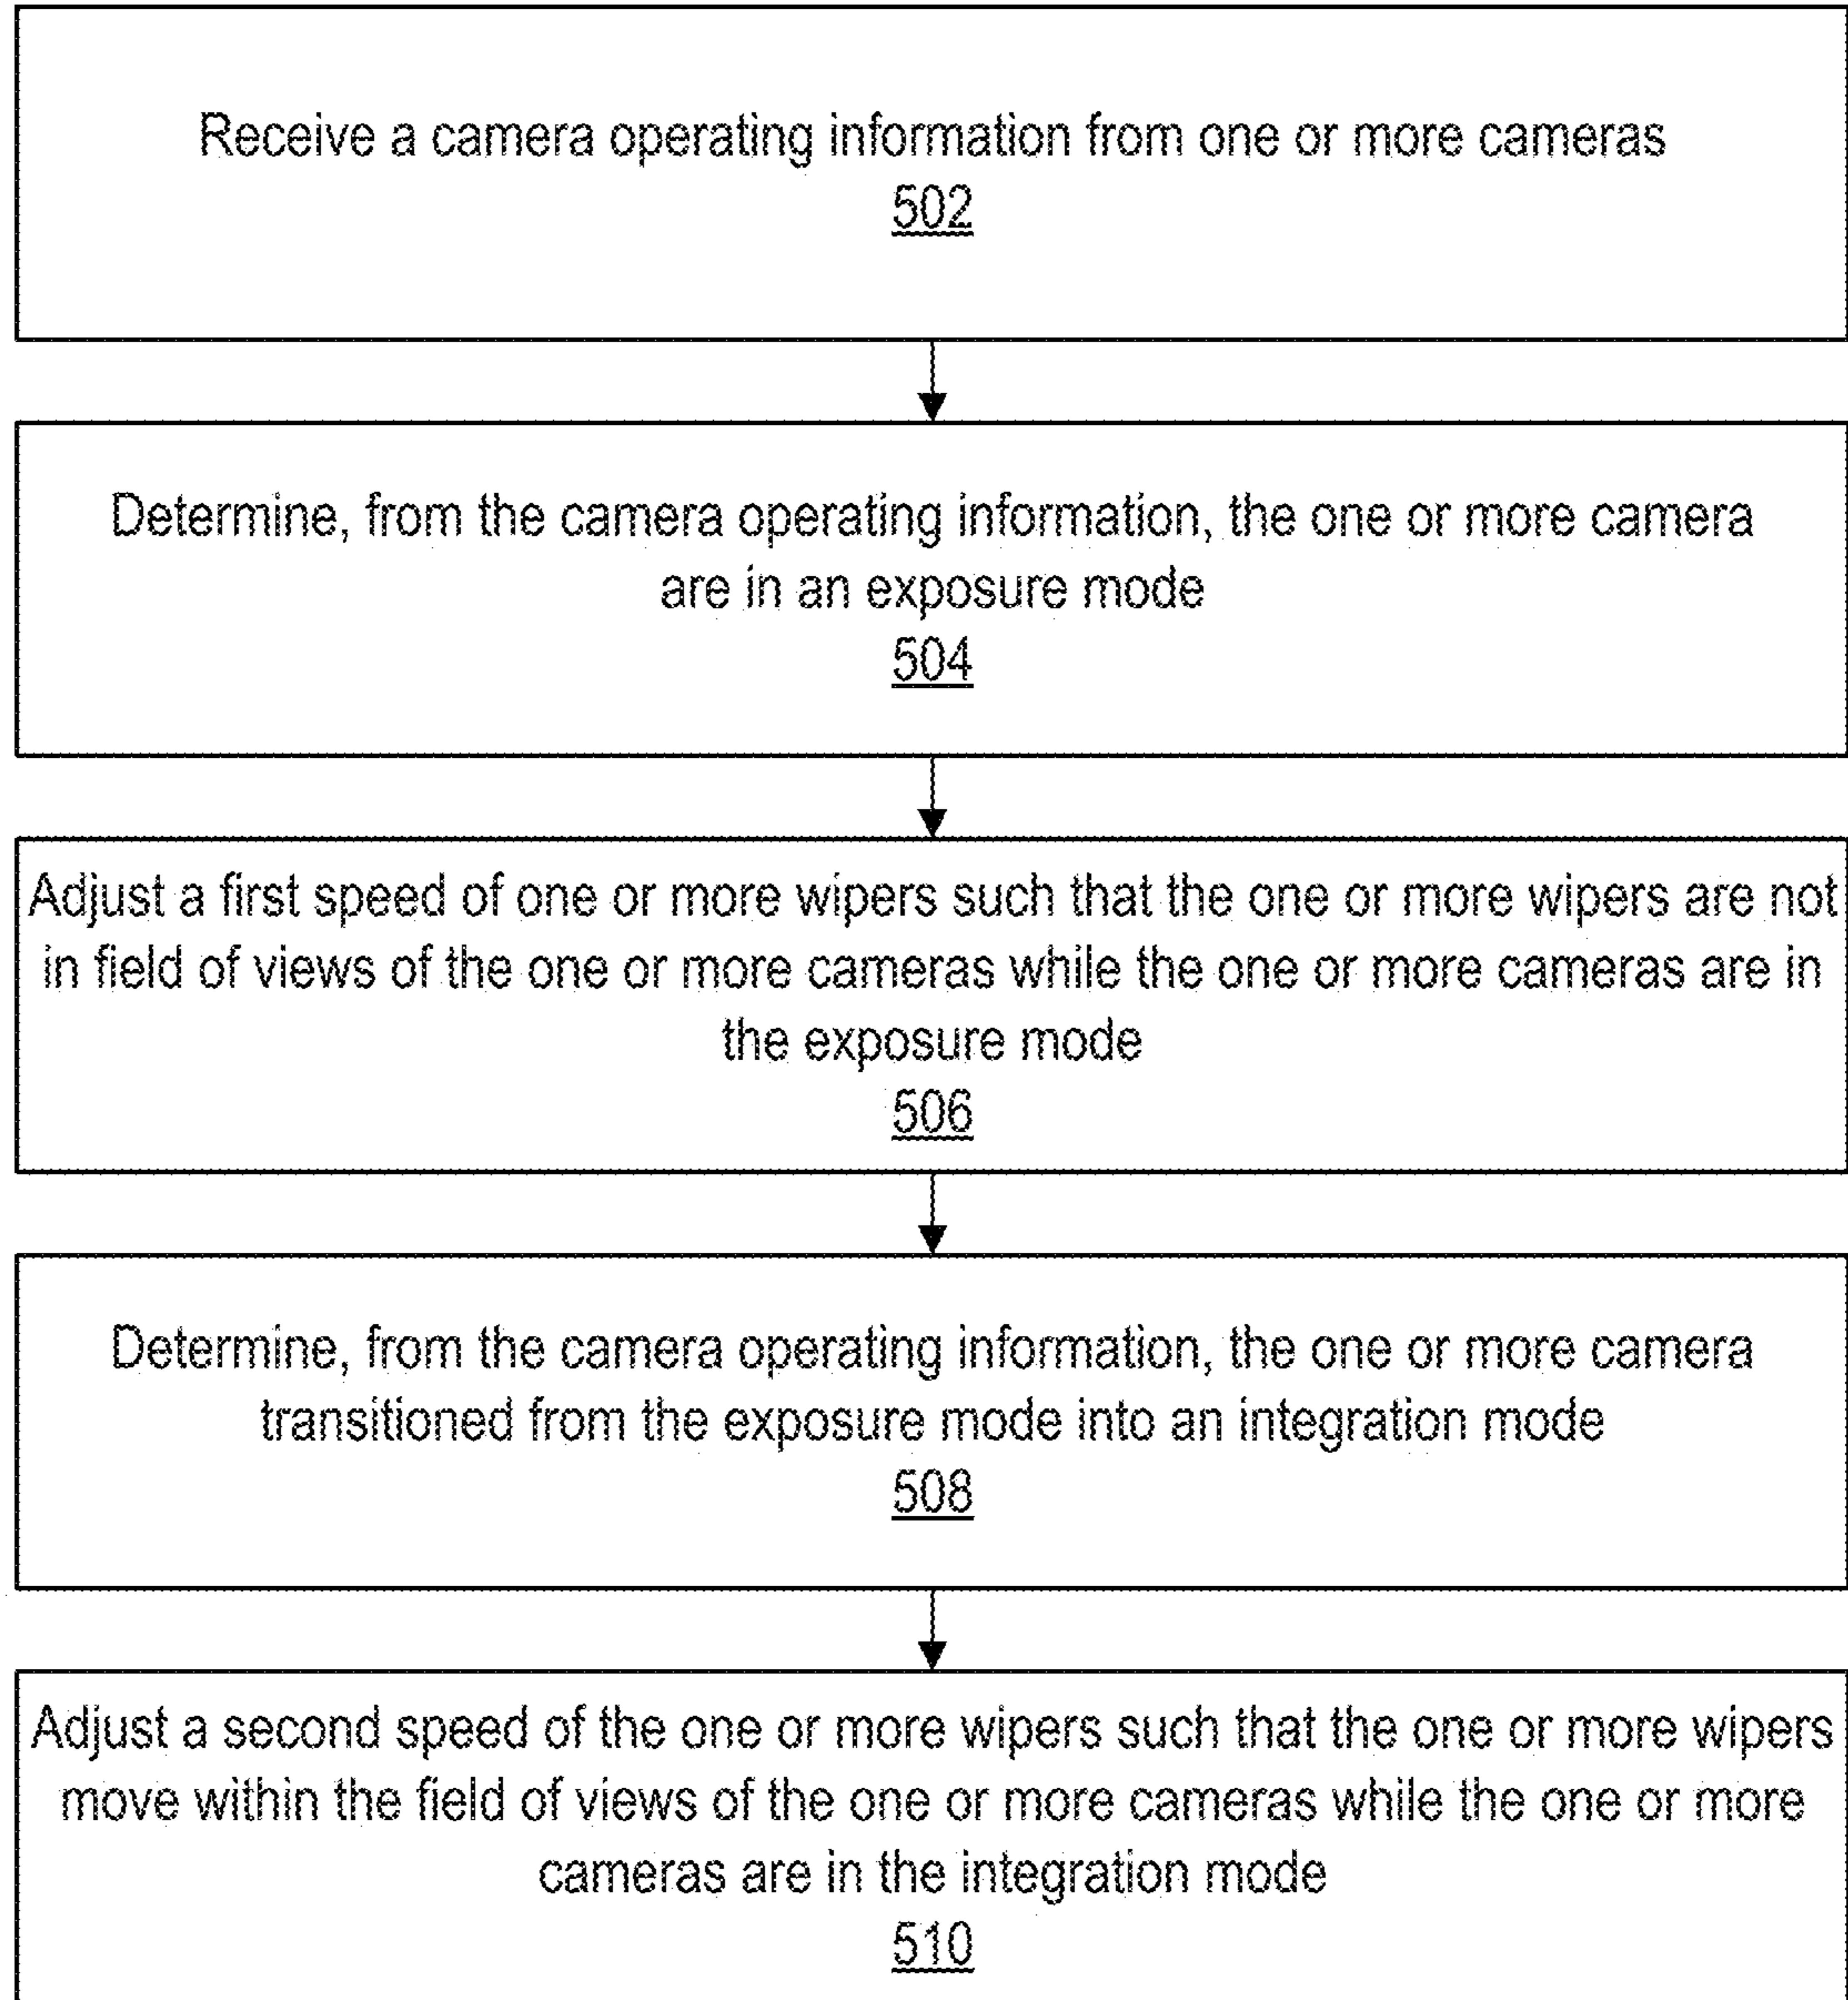 Receive a camera operating information from one or more cameras
502
Determine, from the camera operating information, the one or more camera
are in an exposure mode
504
Adjust a first speed of one or more wipers such that the one or more wipers are not
in field of views of the one or more cameras while the one or more cameras are in
the exposure mode
506
Determine, from the camera operating information, the one or more camera
transitioned from the exposure mode into an integration mode
508
Adjust a second speed of the one or more wipers such that the one or more wipers
move within the field of views of the one or more cameras while the one or more
cameras are in the integration mode
510